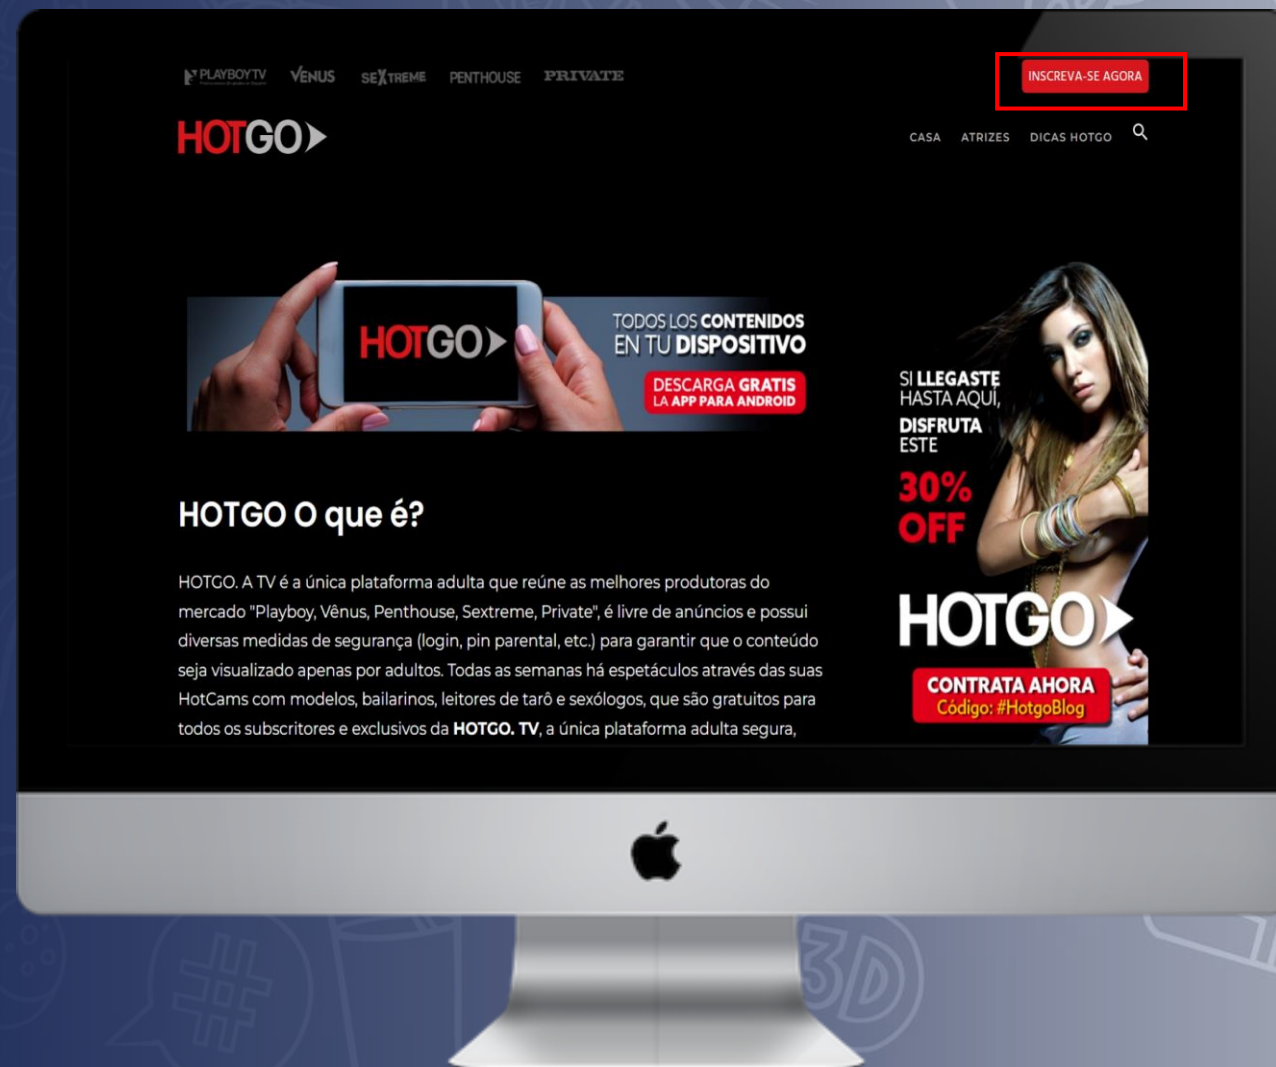 PLAYBOY TV VENUS SEXTREME PENTHOUSE PRIVATE
INSCREVA-SE AGORA
HOTGO
CASA ATRIZES DICAS HOTGO
HOTGO
TODOS LOS CONTENIDOS
EN TU DISPOSITIVO
DESCARGA GRATIS
LA APP PARA ANDROID
SI LLEGASTE
HASTA AQUÍ,
DISFRUTA
ESTE
30%
OFF
HOTGO
CONTRATA AHORA
Código: #HotgoBlog
HOTGO O que é?
HOTGO. A TV é a única plataforma adulta que reúne as melhores produtoras do
mercado "Playboy, Vênus, Penthouse, Sextreme, Private", é livre de anúncios e possui
diversas medidas de segurança (login, pin parental, etc.) para garantir que o conteúdo
seja visualizado apenas por adultos. Todas as semanas há espetáculos através das suas
HotCams com modelos, bailarinos, leitores de tarô e sexólogos, que são gratuitos para
todos os subscritores e exclusivos da HOTGO. TV, a única plataforma adulta segura,
#
3D